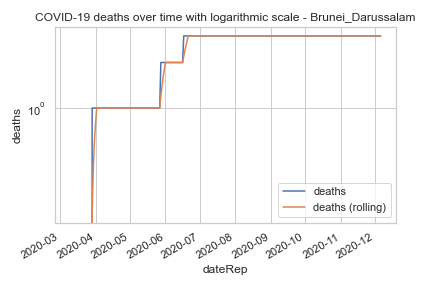 COVID-19 deaths over time with logarithmic scale - Brunei_Darussalam
deaths
10⁰
deaths
deaths (rolling)
2020-03
2020-04
2020-05
2020-06
2020-07
2020-08
2020-09
2020-10
2020-11
2020-12
dateRep